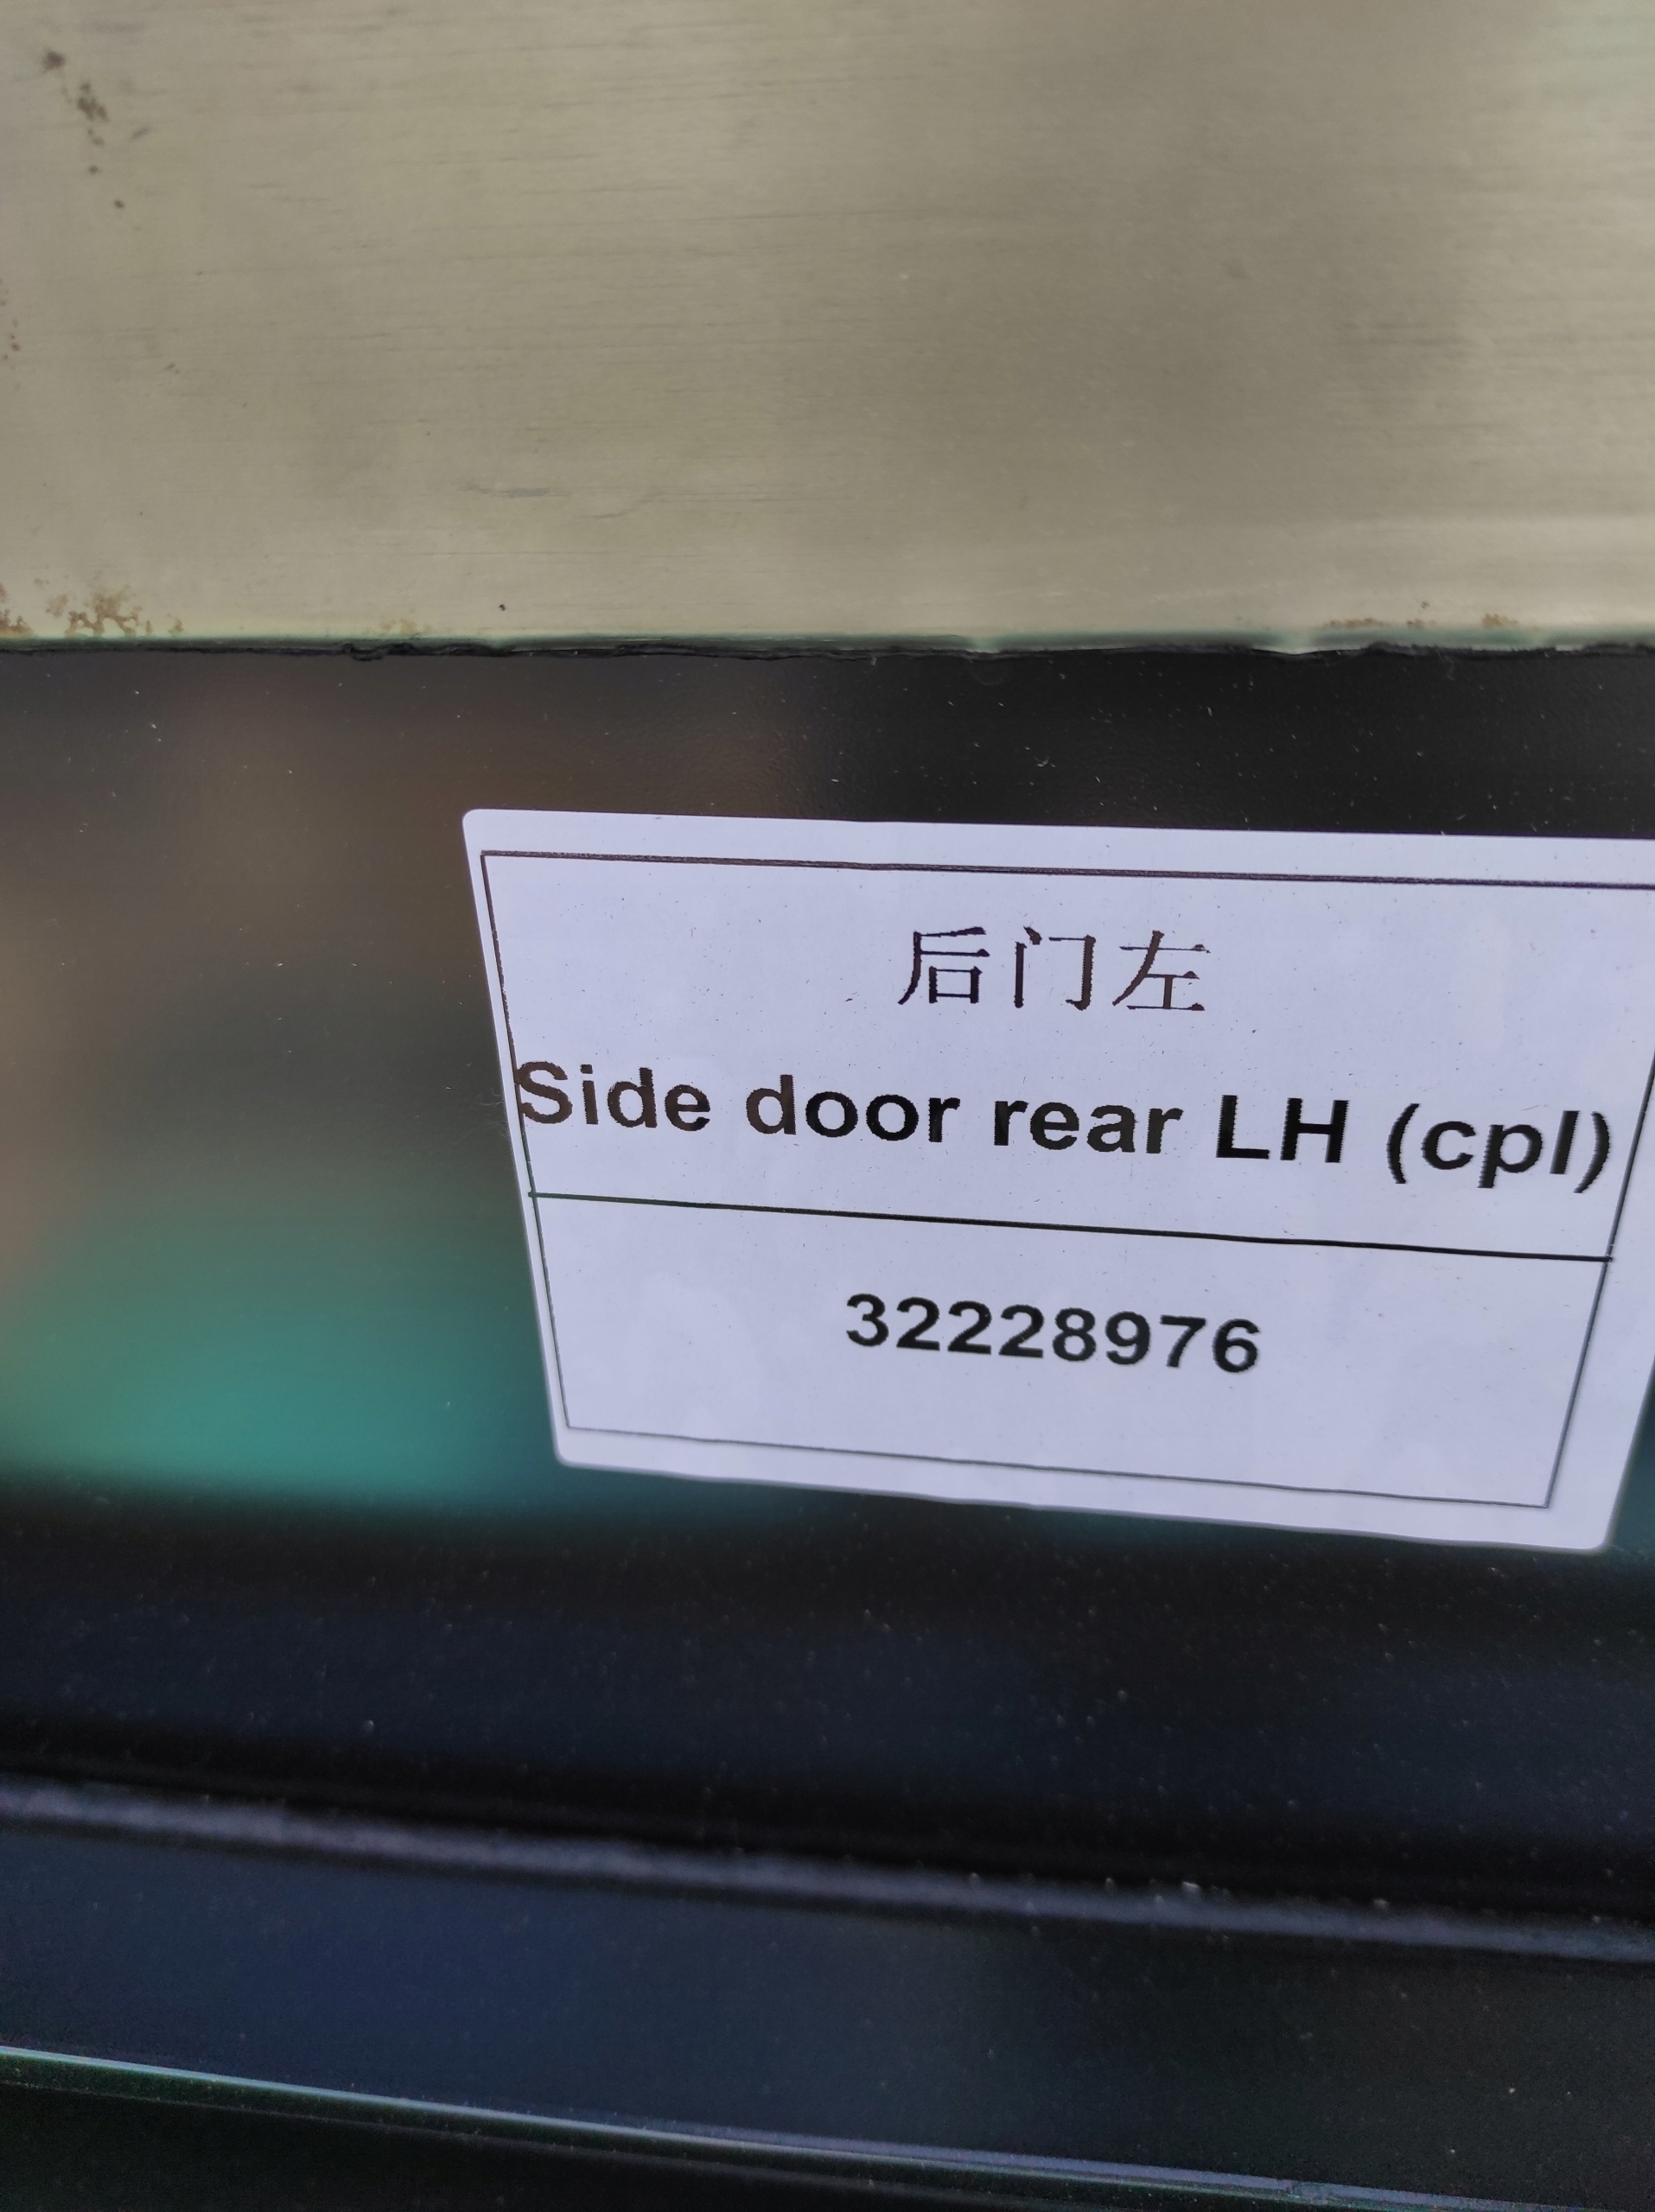 后门左
Side door rear LH (cpl)
32228976